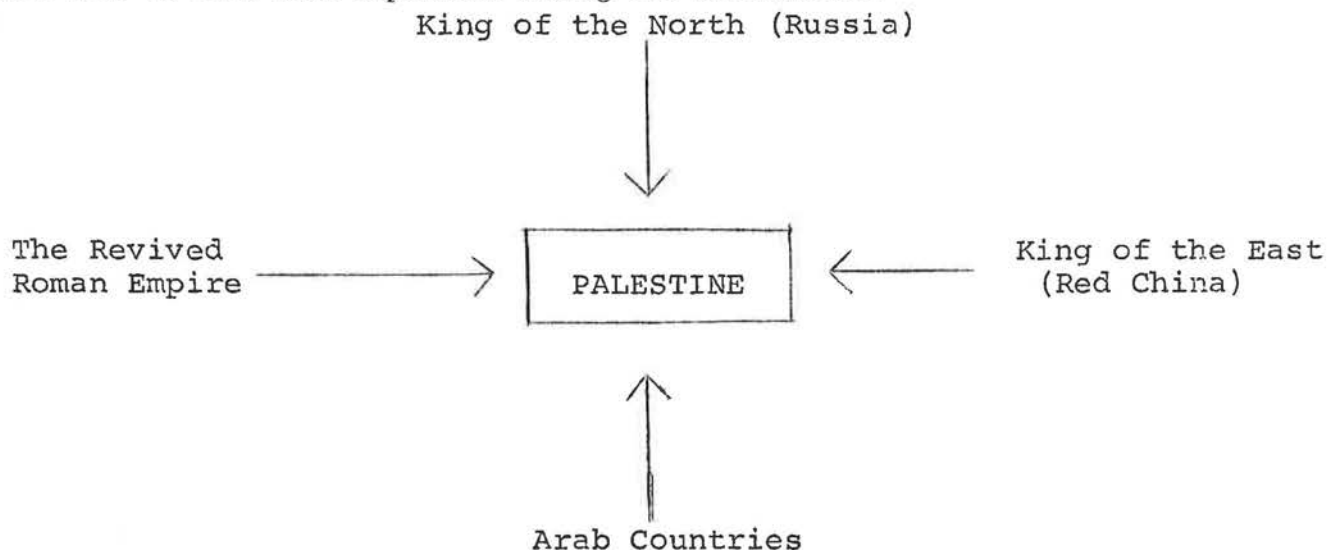 King of the North (Russia)
The Revived
Roman Empire
PALESTINE
King of the East
(Red China)
Arab Countries